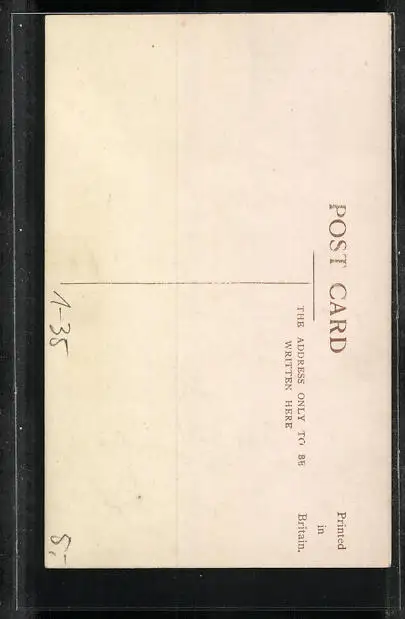 POST CARD
Printed
in
Britain.
THE ADDRESS ONLY TO BE
WRITTEN HERE
1-35
8,-